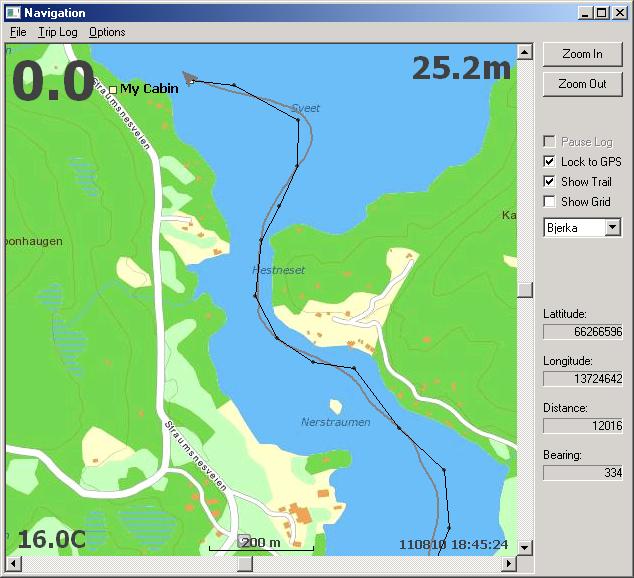 Navigation
File Trip Log Options
0.0
25.2m
My Cabin
Straumsnesveien
Sveet
Ka
oonhaugen
Hestneset
Nerstraumen
Straumsnesveien
16.0C
200 m
110810 18:45:24
Zoom In
Zoom Out
Pause Log
Lock to GPS
Show Trail
Show Grid
Bjerka
Lattitude:
66266596
Longitude:
13724642
Distance:
12016
Bearing:
334